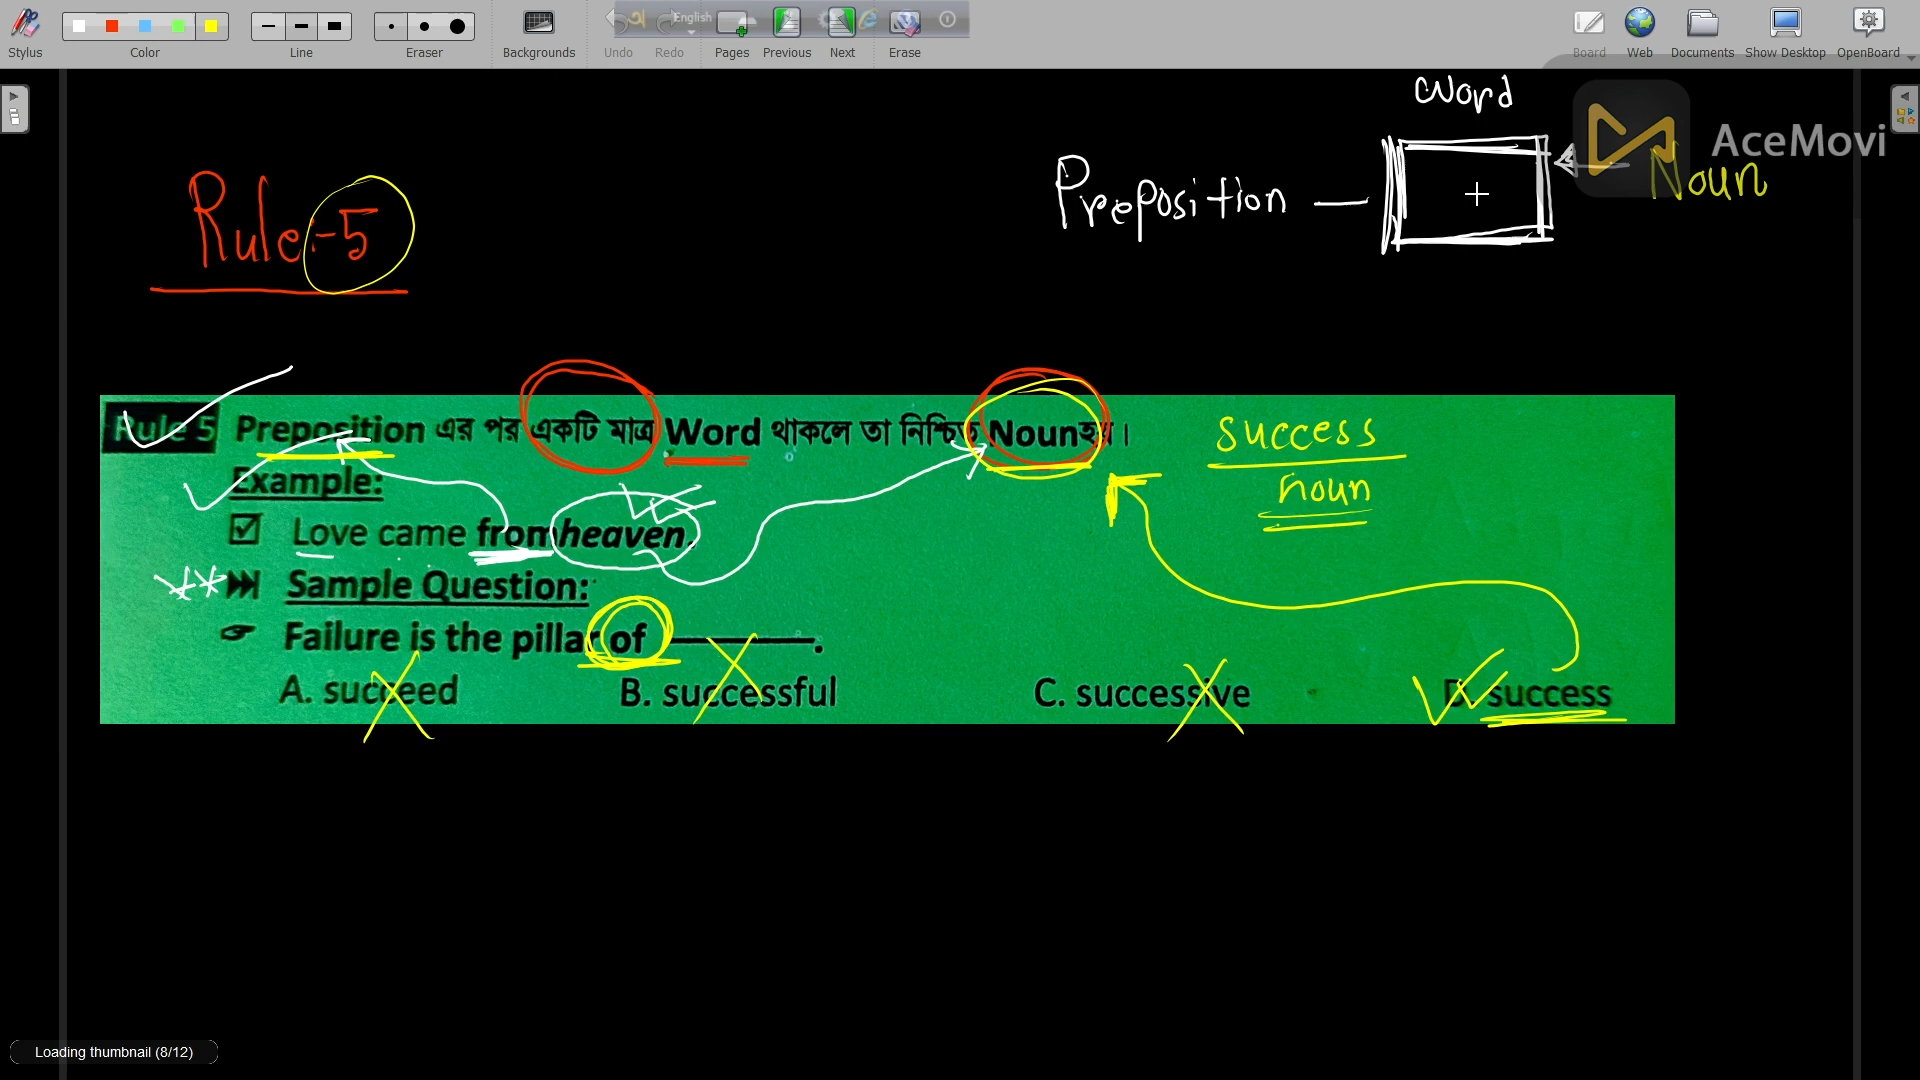 Stylus Color Line Eraser Backgrounds Undo Redo Pages Previous Next Erase Board Web Documents Show Desktop OpenBoard
English
word
AceMovi
Rule:-5
Preposition — + Noun
Rule 5 Preposition এর পর একটি মাত্র Word থাকলে তা নিশ্চিত Noun হয়।
success
noun
Example:
Love came from heaven.
Sample Question:
Failure is the pillar of ________.
A. succeed B. successful C. successive D. success
Loading thumbnail (8/12)